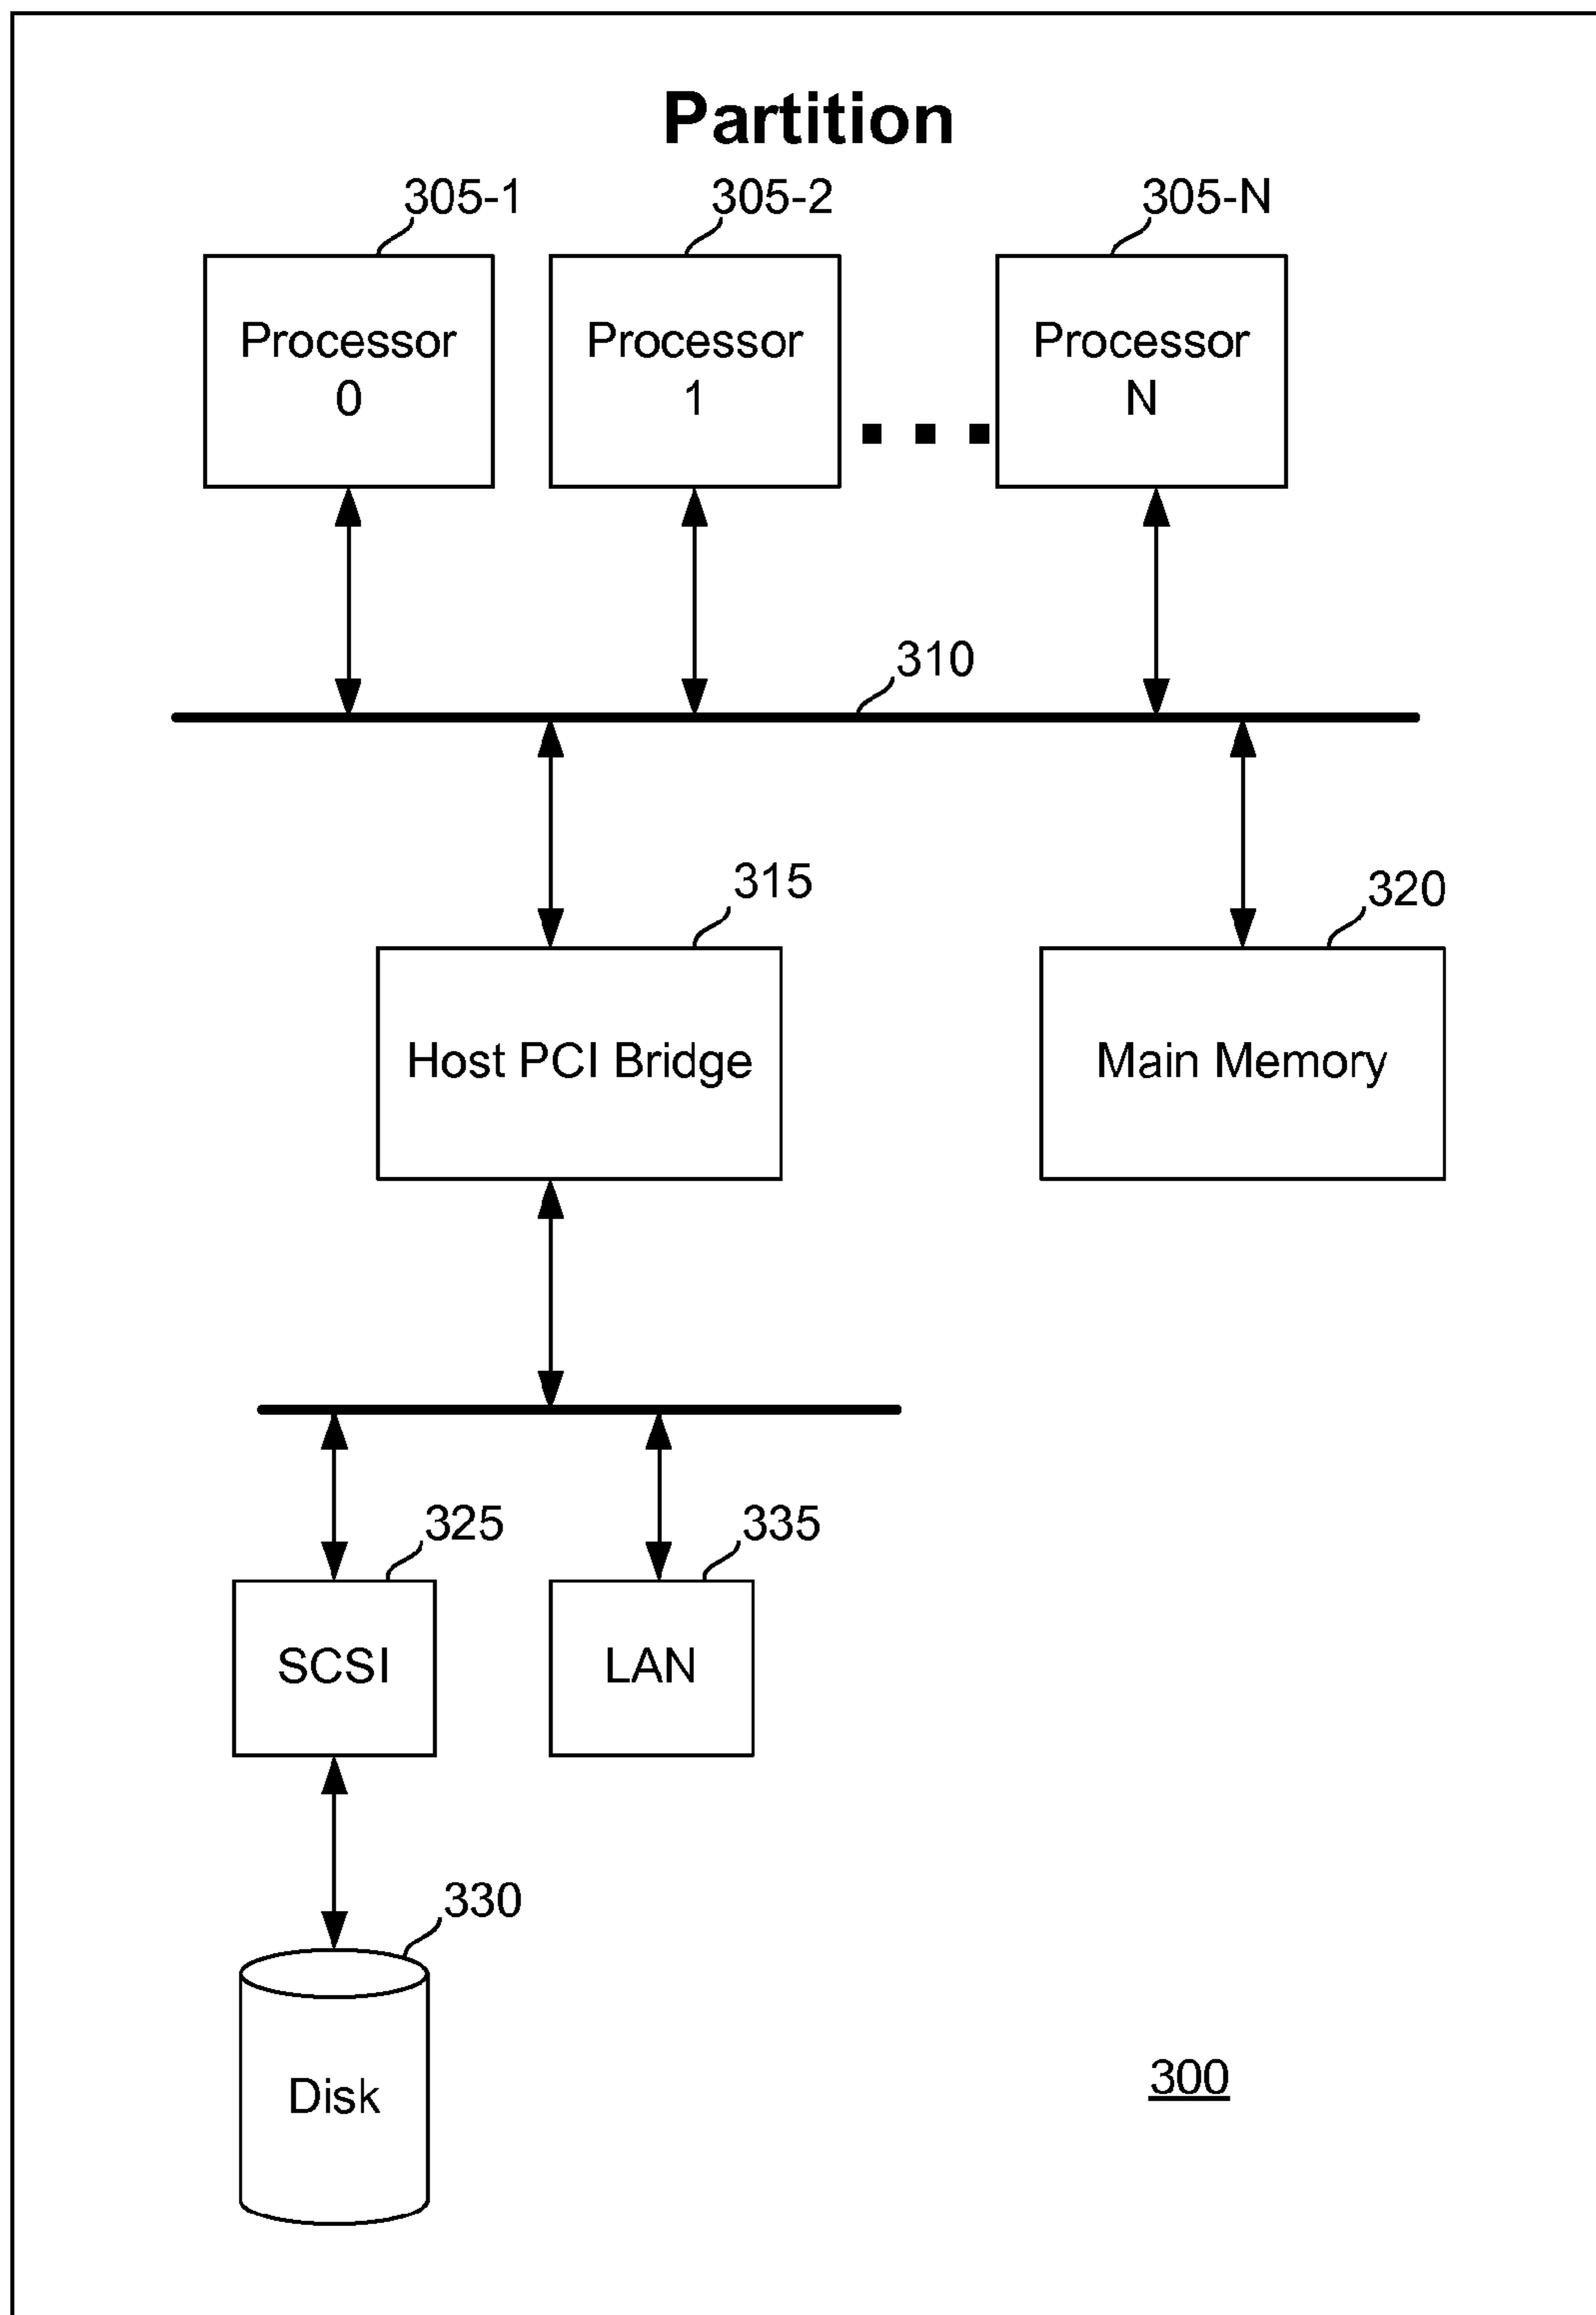 Partition
305-1
305-2
305-N
Processor
0
Processor
1
Processor
N
310
315
320
Host PCI Bridge
Main Memory
325
335
SCSI
LAN
330
Disk
300